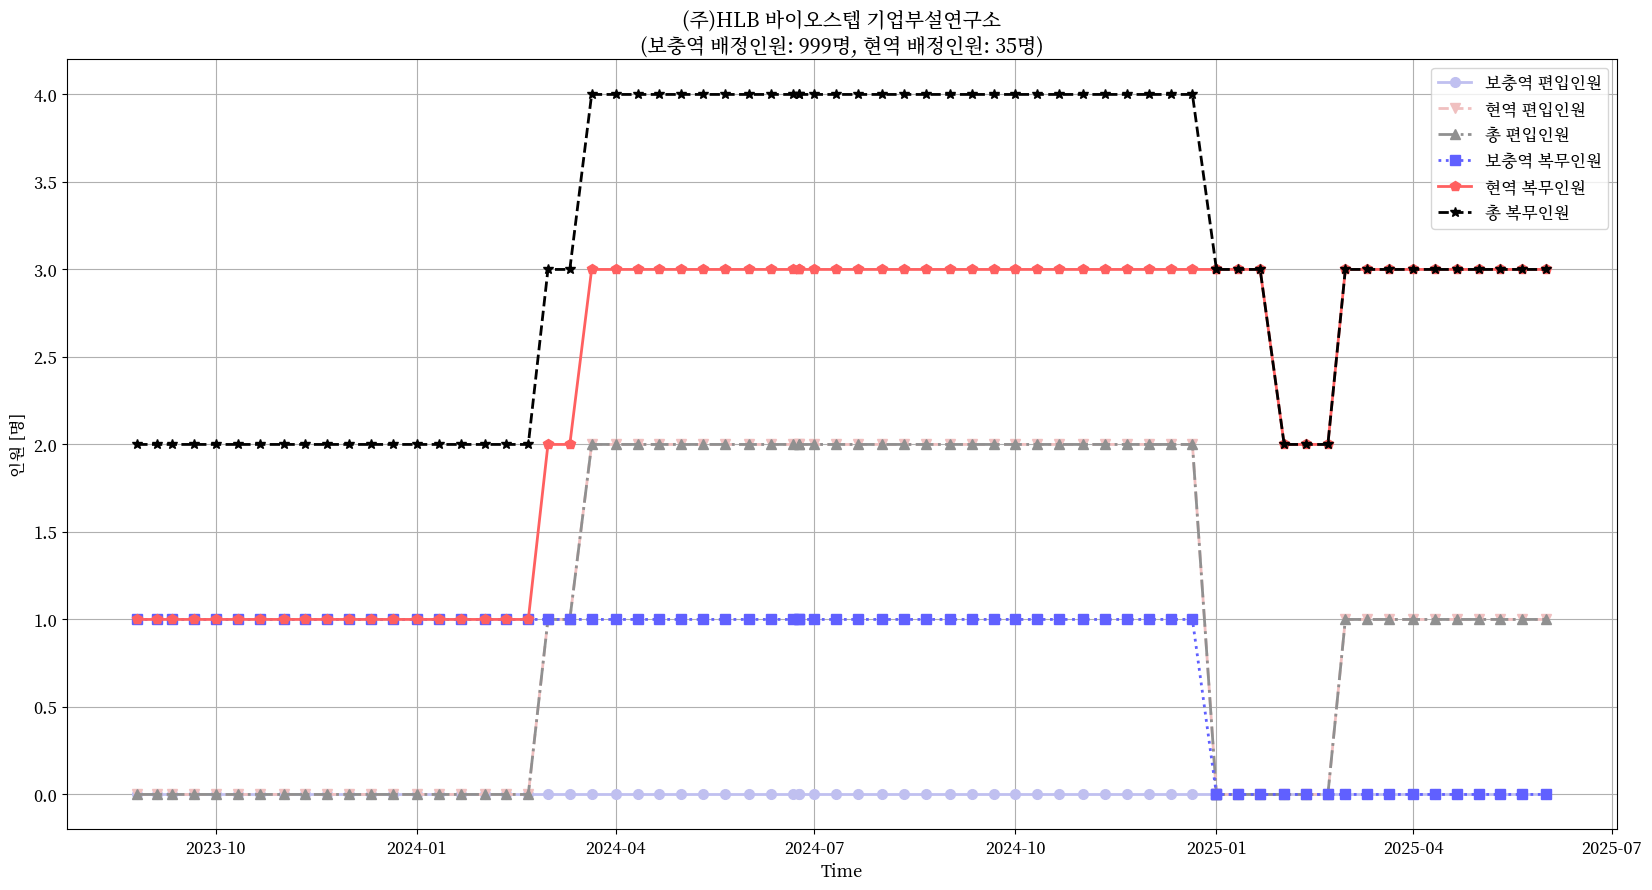 (주)HLB 바이오스텝 기업부설연구소
(보충역 배정인원: 999명, 현역 배정인원: 35명)
보충역 편입인원
현역 편입인원
총 편입인원
보충역 복무인원
현역 복무인원
총 복무인원
인원 [명]
4.0
3.5
3.0
2.5
2.0
1.5
1.0
0.5
0.0
2023-10
2024-01
2024-04
2024-07
2024-10
2025-01
2025-04
2025-07
Time